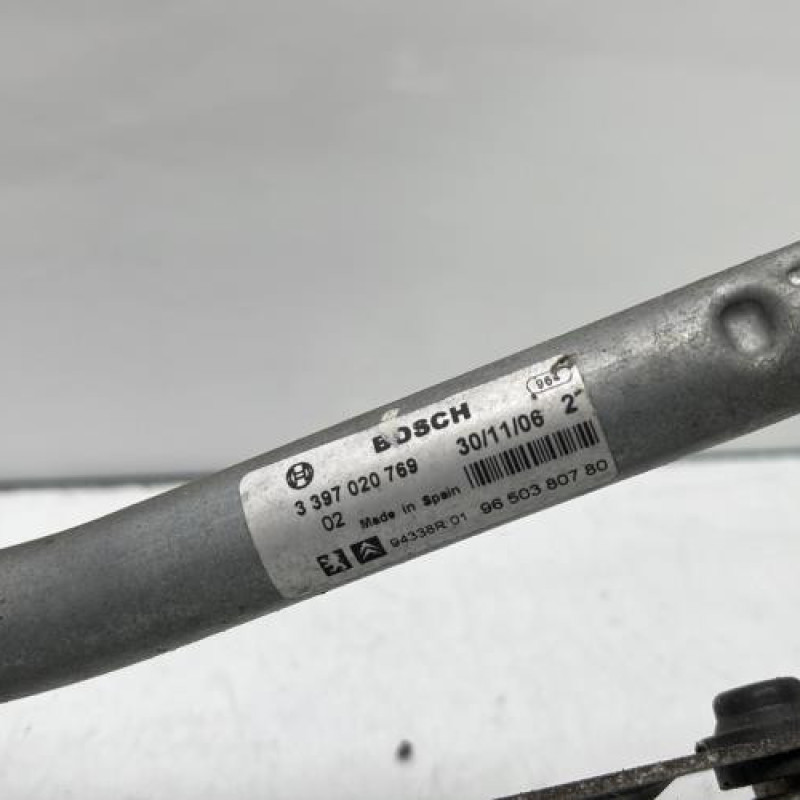 BOSCH
3 397 020 769 30/11/06 2
02 Made in Spain
94338R 01 96 503 807 80